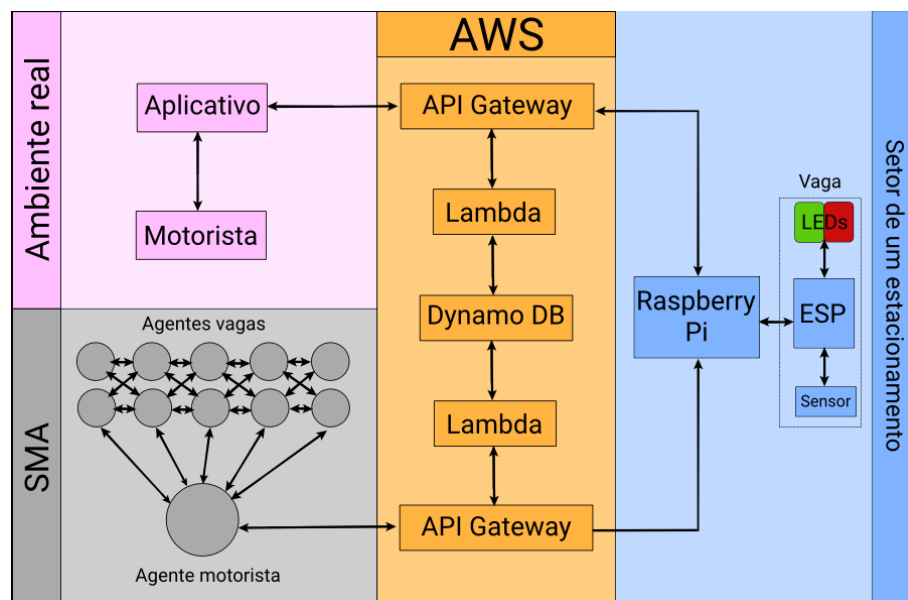 Ambiente real
Aplicativo
Motorista
AWS
API Gateway
Lambda
Dynamo DB
Lambda
API Gateway
SMA
Agentes vagas
Agente motorista
Raspberry
Pi
Vaga
LEDs
ESP
Sensor
Setor de um estacionamento